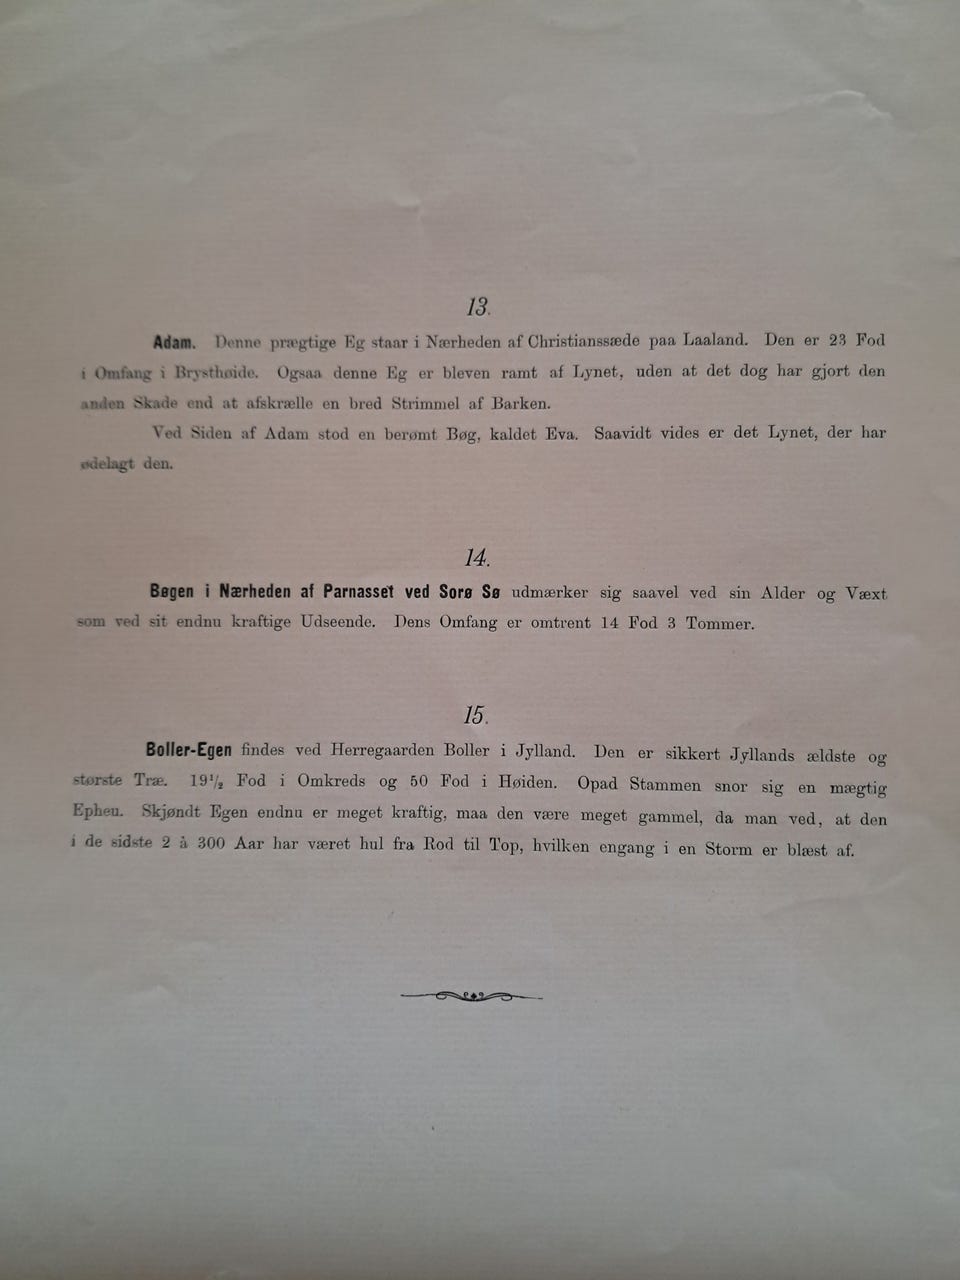 13.
Adam. Denne prægtige Eg staar i Nærheden af Christianssæde paa Laaland. Den er 23 Fod
i Omfang i Brysthøide. Ogsaa denne Eg er bleven ramt af Lynet, uden at det dog har gjort den
anden Skade end at afskrælle en bred Strimmel af Barken.
Ved Siden af Adam stod en berømt Bøg, kaldet Eva. Saavidt vides er det Lynet, der har
ødelagt den.
14.
Bøgen i Nærheden af Parnasset ved Sorø Sø udmærker sig saavel ved sin Alder og Væxt
som ved sit endnu kraftige Udseende. Dens Omfang er omtrent 14 Fod 3 Tommer.
15.
Boller-Egen findes ved Herregaarden Boller i Jylland. Den er sikkert Jyllands ældste og
største Træ. 19½ Fod i Omkreds og 50 Fod i Høiden. Opad Stammen snor sig en mægtig
Epheu. Skjøndt Egen endnu er meget kraftig, maa den være meget gammel, da man ved, at den
i de sidste 2 à 300 Aar har været hul fra Rod til Top, hvilken engang i en Storm er blæst af.